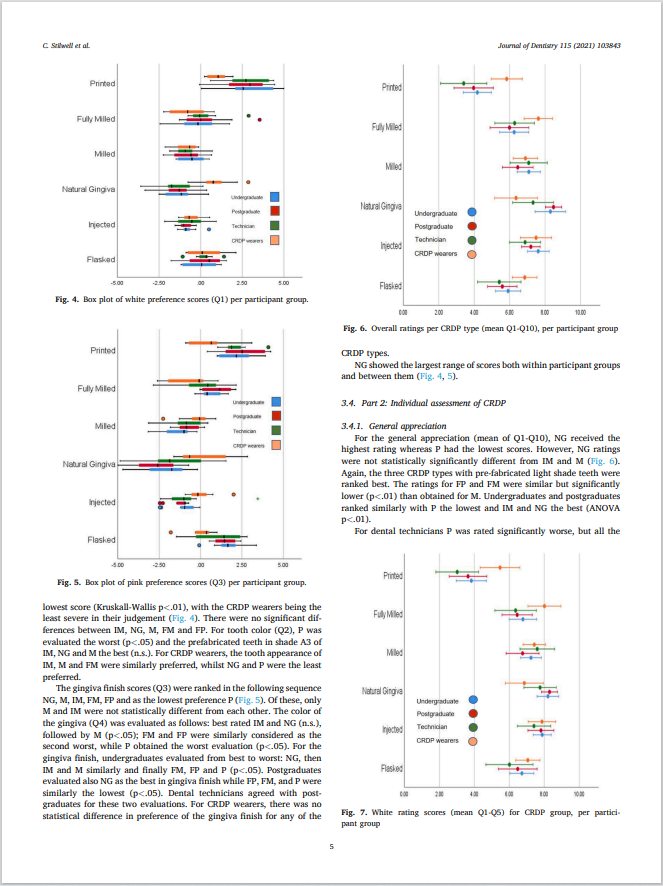 C. Stilwell et al.
Journal of Dentistry 115 (2021) 103843
Printed
Fully Milled
Milled
Natural Gingiva
Injected
Flasked
Undergraduate
Postgraduate
Technician
CRDP wearers
-5.00 -2.50 .00 2.50 5.00
Fig. 4. Box plot of white preference scores (Q1) per participant group.
Printed
Fully Milled
Milled
Natural Gingiva
Injected
Flasked
Undergraduate
Postgraduate
Technician
CRDP wearers
-5.00 -2.50 .00 2.50 5.00
Fig. 5. Box plot of pink preference scores (Q3) per participant group.
lowest score (Kruskall-Wallis p<.01), with the CRDP wearers being the
least severe in their judgement (Fig. 4). There were no significant dif-
ferences between IM, NG, M, FM and FP. For tooth color (Q2), P was
evaluated the worst (p<.05) and the prefabricated teeth in shade A3 of
IM, NG and M the best (n.s.). For CRDP wearers, the tooth appearance of
IM, M and FM were similarly preferred, whilst NG and P were the least
preferred.
The gingiva finish scores (Q3) were ranked in the following sequence
NG, M, IM, FM, FP and as the lowest preference P (Fig. 5). Of these, only
M and IM were not statistically different from each other. The color of
the gingiva (Q4) was evaluated as follows: best rated IM and NG (n.s.),
followed by M (p<.05); FM and FP were similarly considered as the
second worst, while P obtained the worst evaluation (p<.05). For the
gingiva finish, undergraduates evaluated from best to worst: NG, then
IM and M similarly and finally FM, FP and P (p<.05). Postgraduates
evaluated also NG as the best in gingiva finish while FP, FM, and P were
similarly the lowest (p<.05). Dental technicians agreed with post-
graduates for these two evaluations. For CRDP wearers, there was no
statistical difference in preference of the gingiva finish for any of the
Printed
Fully Milled
Milled
Natural Gingiva
Injected
Flasked
Undergraduate
Postgraduate
Technician
CRDP wearers
0.00 2.00 4.00 6.00 8.00 10.00
Fig. 6. Overall ratings per CRDP type (mean Q1-Q10), per participant group
CRDP types.
NG showed the largest range of scores both within participant groups
and between them (Fig. 4, 5).
3.4. Part 2: Individual assessment of CRDP
3.4.1. General appreciation
For the general appreciation (mean of Q1-Q10), NG received the
highest rating whereas P had the lowest scores. However, NG ratings
were not statistically significantly different from IM and M (Fig. 6).
Again, the three CRDP types with pre-fabricated light shade teeth were
ranked best. The ratings for FP and FM were similar but significantly
lower (p<.01) than obtained for M. Undergraduates and postgraduates
ranked similarly with P the lowest and IM and NG the best (ANOVA
p<.01).
For dental technicians P was rated significantly worse, but all the
Printed
Fully Milled
Milled
Natural Gingiva
Injected
Flasked
Undergraduate
Postgraduate
Technician
CRDP wearers
0.00 2.00 4.00 6.00 8.00 10.00
Fig. 7. White rating scores (mean Q1-Q5) for CRDP group, per partici-
pant group
5